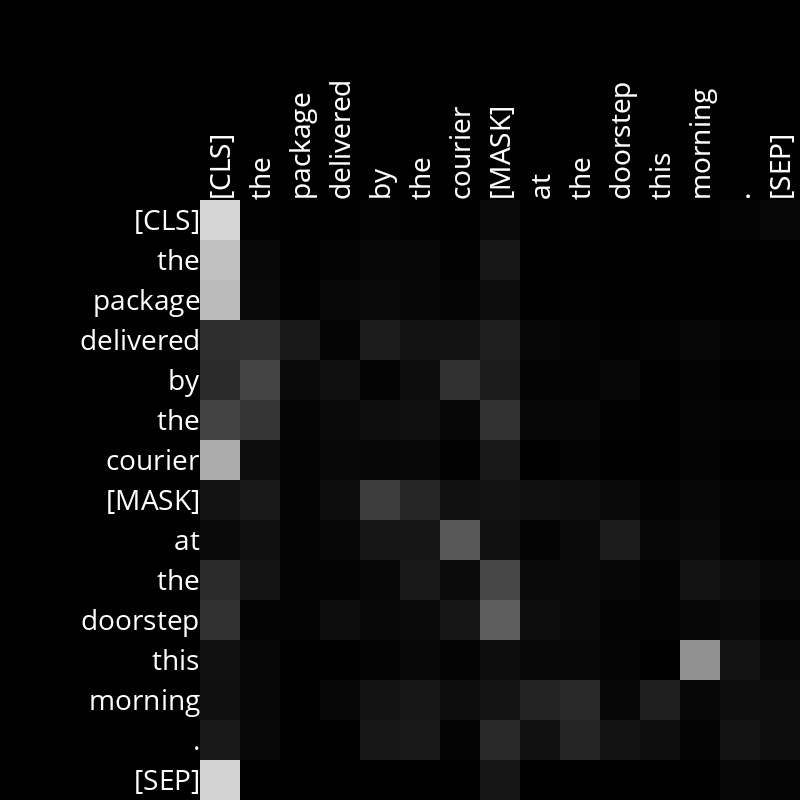 [CLS] the package delivered by the courier [MASK] at the doorstep this morning . [SEP]
[CLS]
the
package
delivered
by
the
courier
[MASK]
at
the
doorstep
this
morning
.
[SEP]